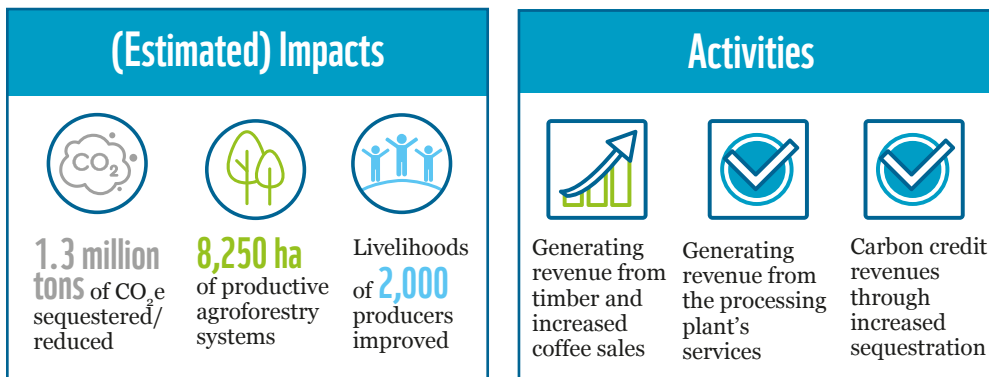 (Estimated) Impacts
CO2
1.3 million
tons of CO₂e
sequestered/
reduced
8,250 ha
of productive
agroforestry
systems
Livelihoods
of 2,000
producers
improved
Activities
Generating
revenue from
timber and
increased
coffee sales
Generating
revenue from
the processing
plant's
services
Carbon credit
revenues
through
increased
sequestration